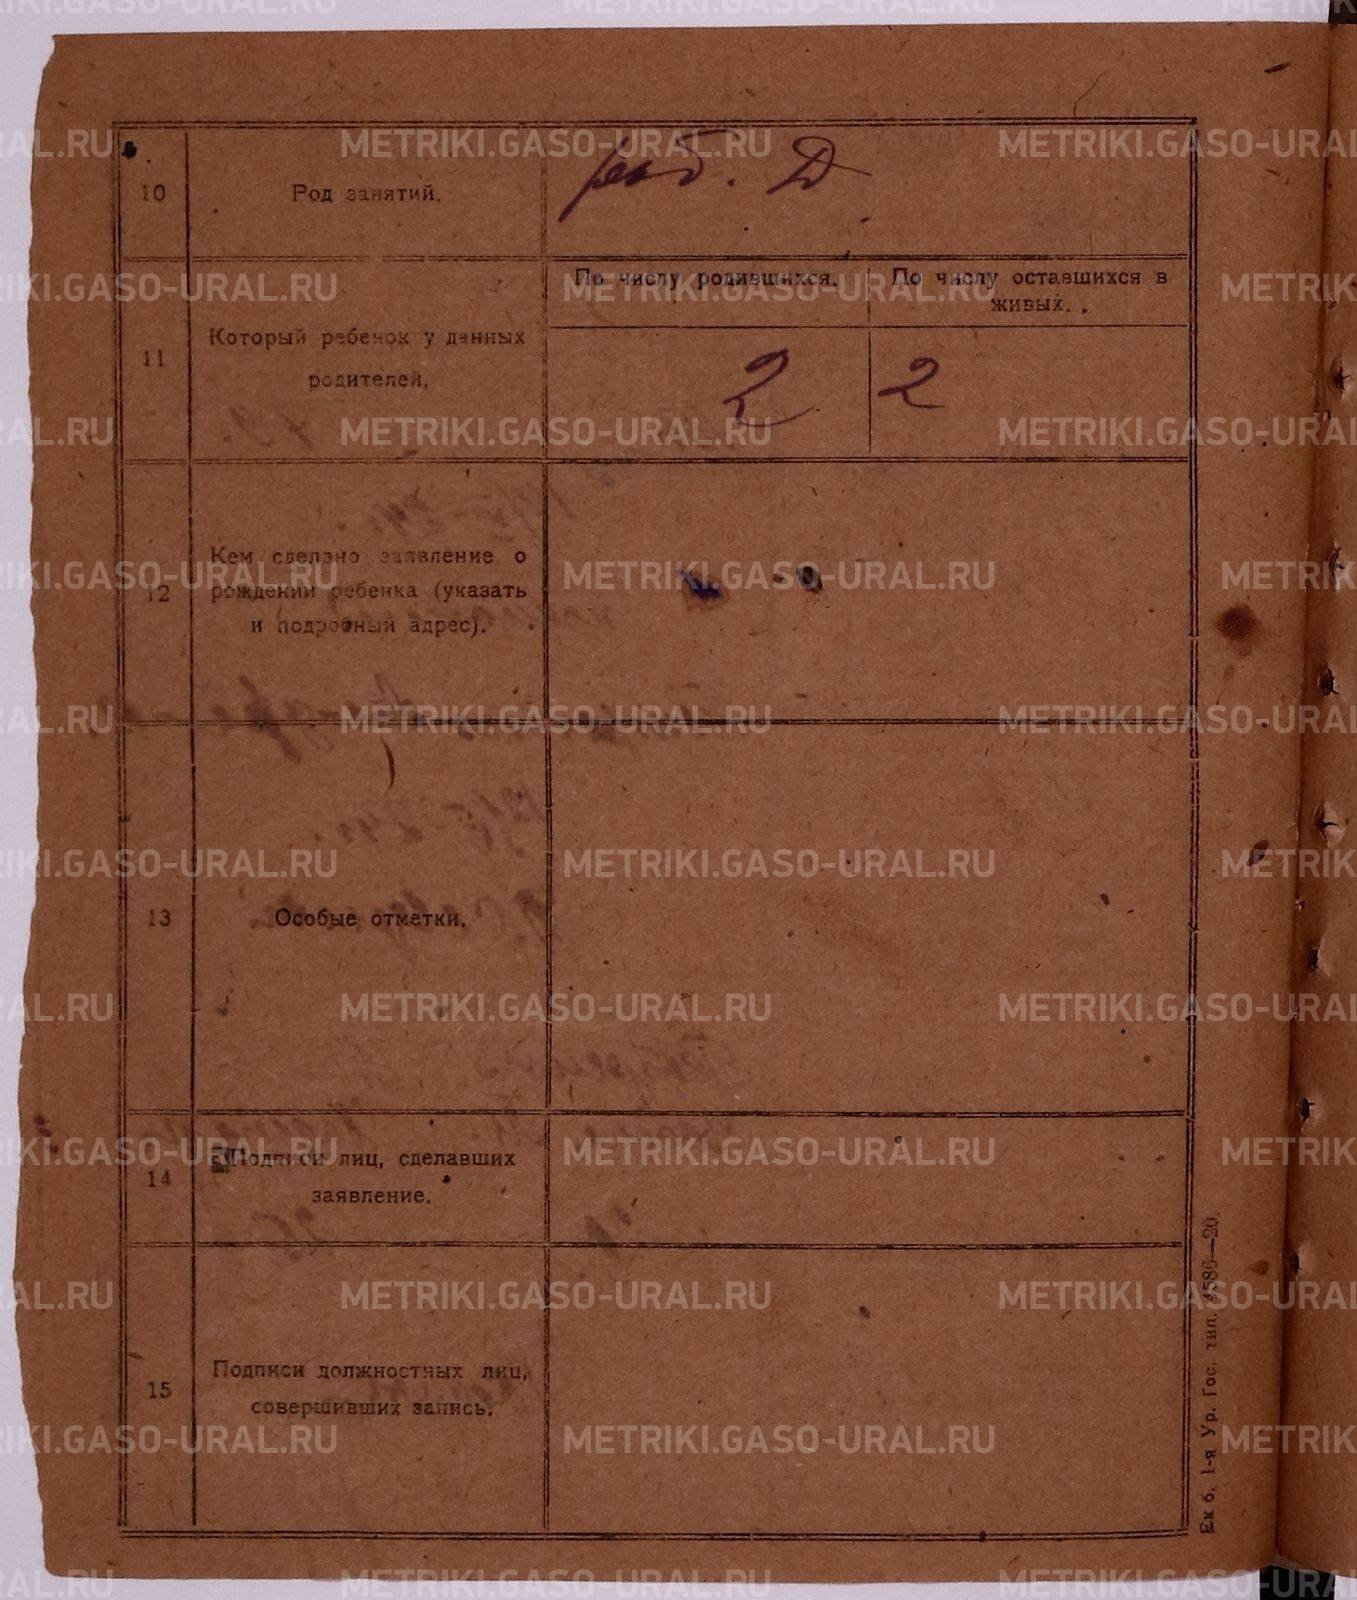 10
Род занятий.
раб. Д
11
Который ребенок у данных
родителей.
По числу родившихся.
По числу оставшихся в
живых.
2
2
12
Кем сделано заявление о
рождении ребенка (указать
и подробный адрес).
13
Особые отметки.
14
Подписи лиц, сделавших
заявление.
15
Подписи должностных лиц,
совершивших запись.
Ек б. 1-я Ур. Гос. тип. 4586—20.
METRIKI.GASO-URAL.RU